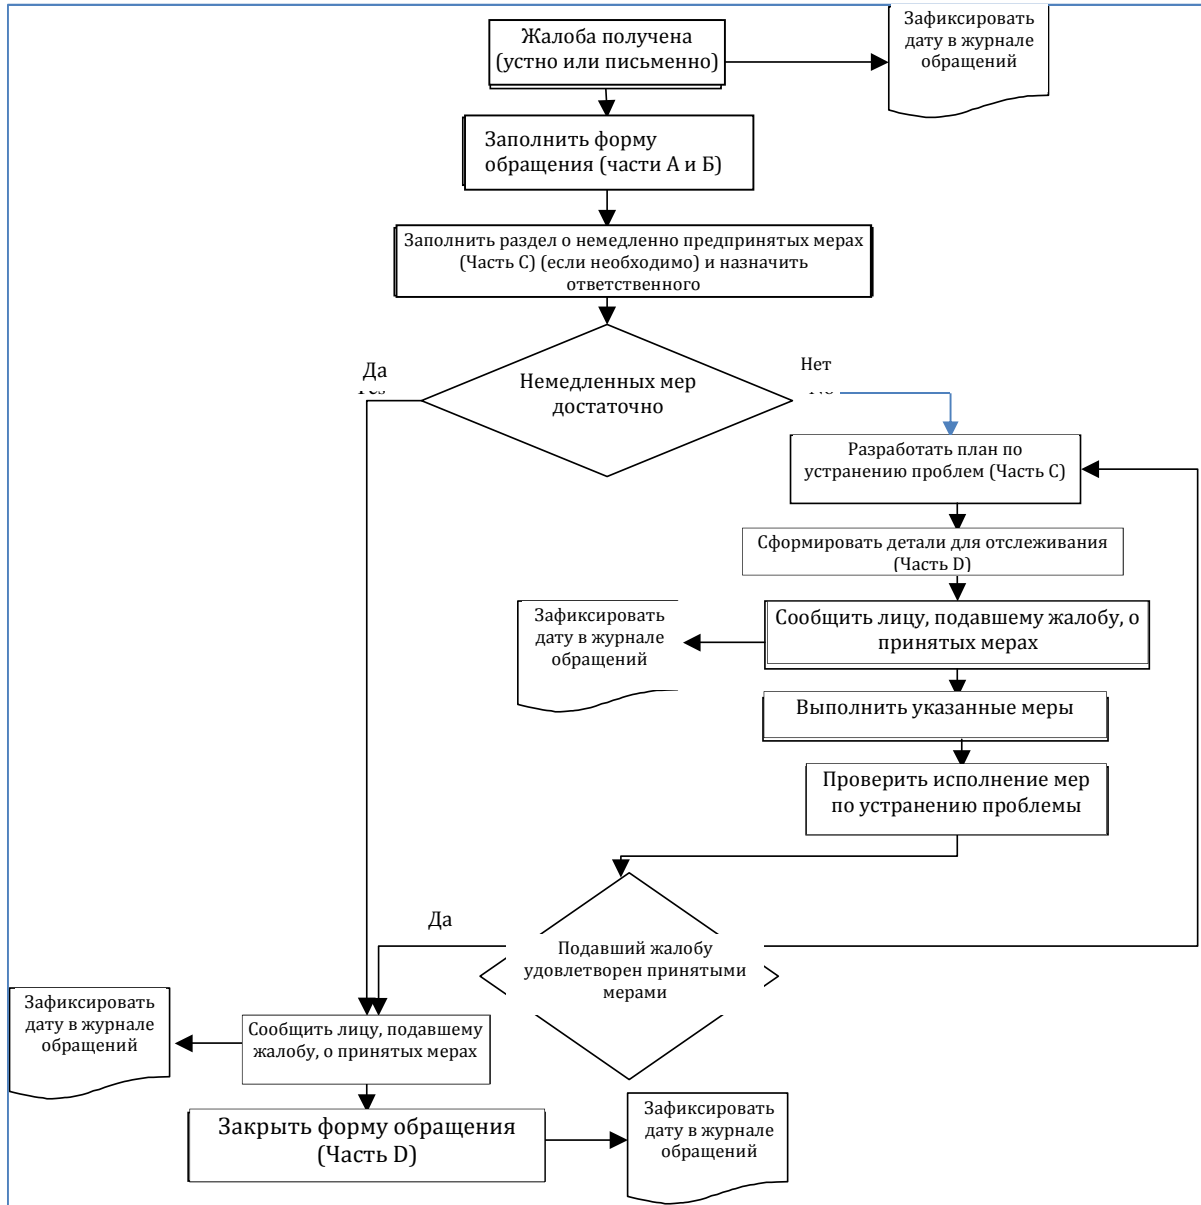 Жалоба получена
(устно или письменно)
Зафиксировать
дату в журнале
обращений
Заполнить форму
обращения (части А и Б)
Заполнить раздел о немедленно предпринятых мерах
(Часть С) (если необходимо) и назначить
ответственного
Да
Немедленных мер
достаточно
Нет
Разработать план по
устранению проблем (Часть С)
Сформировать детали для отслеживания
(Часть D)
Зафиксировать
дату в журнале
обращений
Сообщить лицу, подавшему жалобу, о
принятых мерах
Выполнить указанные меры
Проверить исполнение мер
по устранению проблемы
Да
Подавший жалобу
удовлетворен принятыми
мерами
Зафиксировать
дату в журнале
обращений
Сообщить лицу, подавшему
жалобу, о принятых мерах
Закрыть форму обращения
(Часть D)
Зафиксировать
дату в журнале
обращений